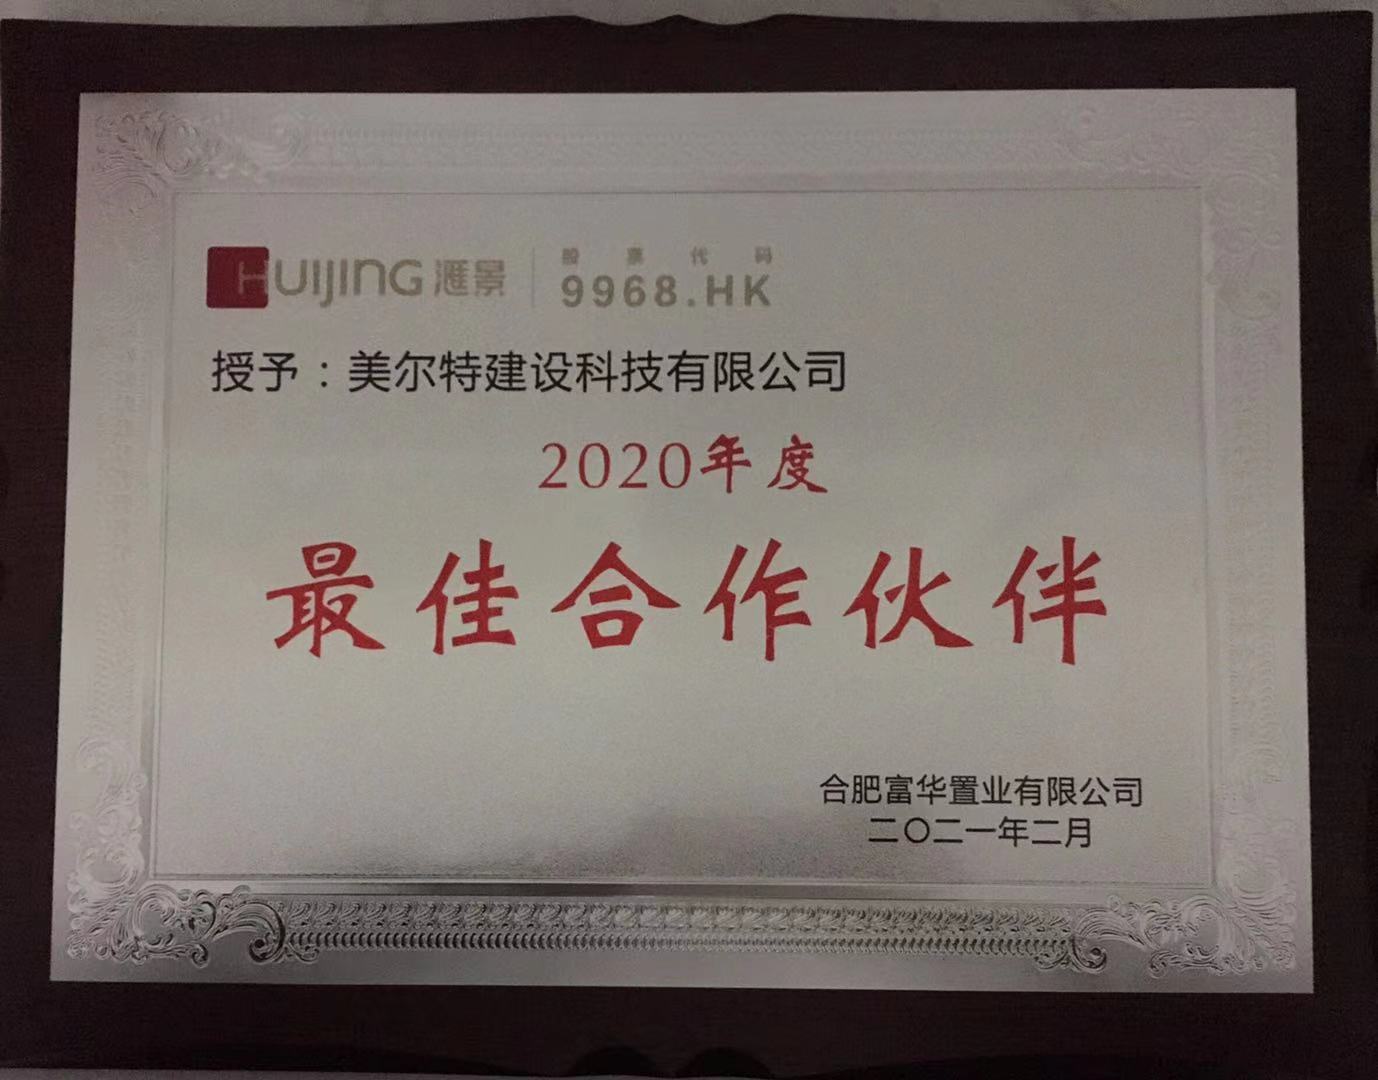 HUIJING 滙景
股票代码
9968.HK
授予：美尔特建设科技有限公司
2020年度
最佳合作伙伴
合肥富华置业有限公司
二〇二一年二月